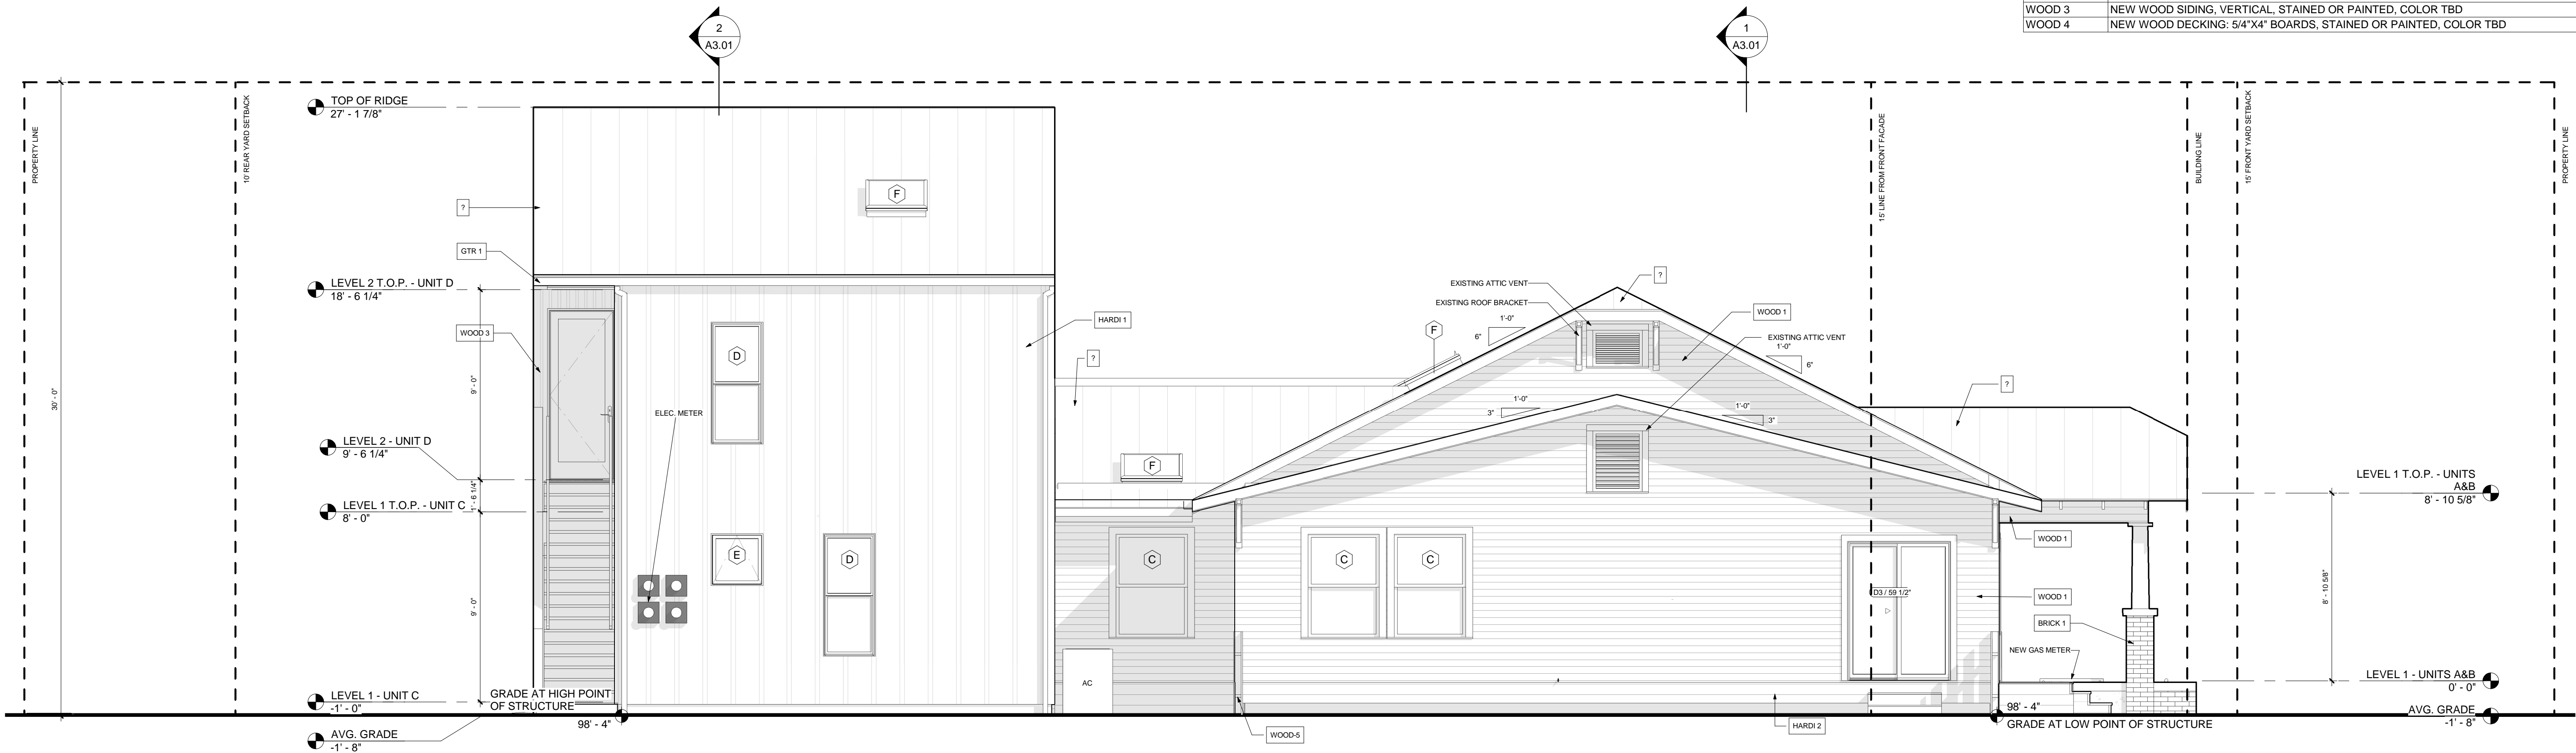 WOOD 3 NEW WOOD SIDING, VERTICAL, STAINED OR PAINTED, COLOR TBD
WOOD 4 NEW WOOD DECKING: 5/4"X4" BOARDS, STAINED OR PAINTED, COLOR TBD
2
A3.01
1
A3.01
PROPERTY LINE
10' REAR YARD SETBACK
15' LINE FROM FRONT FACADE
BUILDING LINE
15' FRONT YARD SETBACK
PROPERTY LINE
30' - 0"
TOP OF RIDGE
27' - 1 7/8"
F
?
GTR 1
LEVEL 2 T.O.P. - UNIT D
18' - 6 1/4"
WOOD 3
9' - 0"
D
ELEC. METER
LEVEL 2 - UNIT D
9' - 6 1/4"
1' - 6 1/4"
LEVEL 1 T.O.P. - UNIT C
8' - 0"
9' - 0"
E
D
LEVEL 1 - UNIT C
-1' - 0"
GRADE AT HIGH POINT
OF STRUCTURE
98' - 4"
AVG. GRADE
-1' - 8"
HARDI 1
?
F
EXISTING ATTIC VENT
EXISTING ROOF BRACKET
F
1'-0"
6"
?
WOOD 1
EXISTING ATTIC VENT
1'-0"
6"
1'-0"
3"
1'-0"
3"
?
C
C
C
D3 / 59 1/2"
AC
WOOD-5
HARDI 2
WOOD 1
WOOD 1
BRICK 1
NEW GAS METER
98' - 4"
GRADE AT LOW POINT OF STRUCTURE
LEVEL 1 T.O.P. - UNITS
A&B
8' - 10 5/8"
8' - 10 5/8"
LEVEL 1 - UNITS A&B
0' - 0"
AVG. GRADE
-1' - 8"